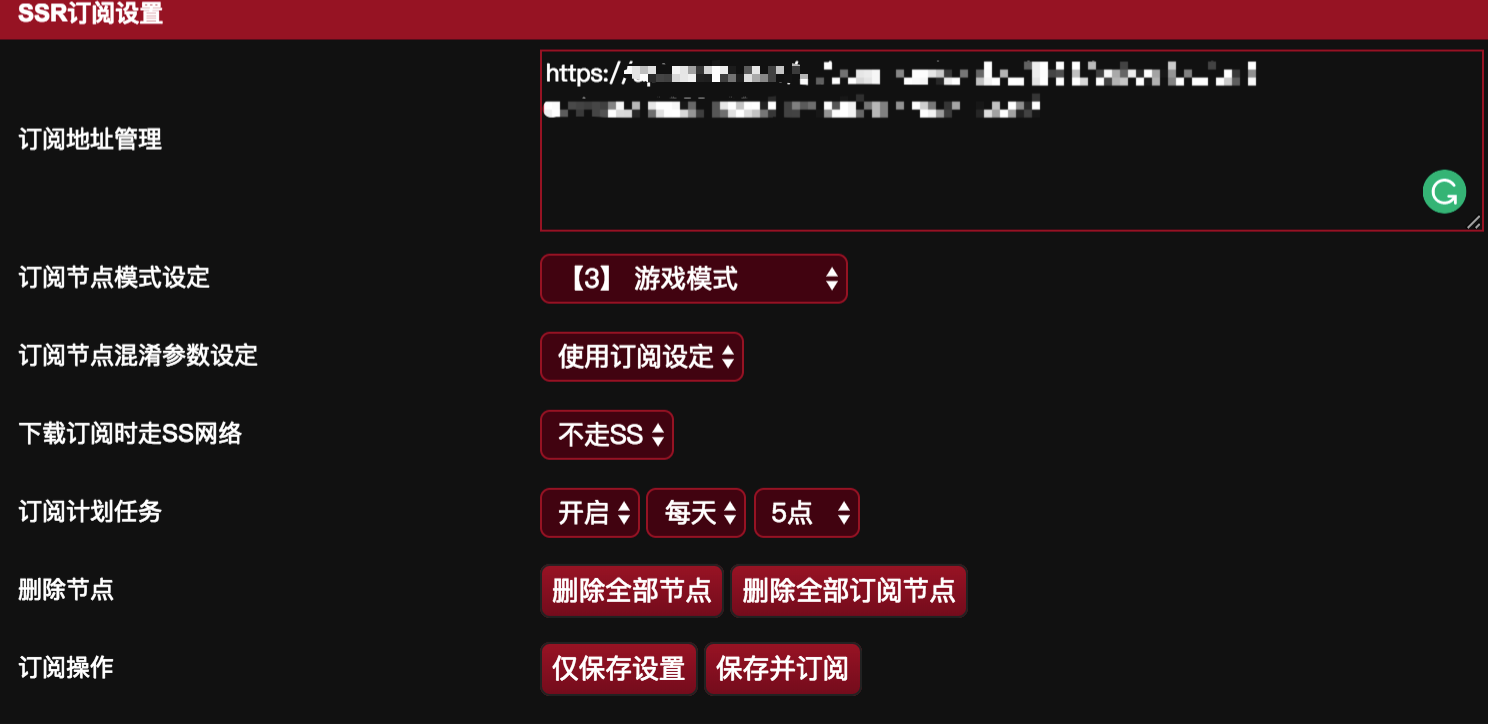 SSR订阅设置
订阅地址管理
https://
订阅节点模式设定
【3】 游戏模式
订阅节点混淆参数设定
使用订阅设定
下载订阅时走SS网络
不走SS
订阅计划任务
开启 每天 5点
删除节点
删除全部节点 删除全部订阅节点
订阅操作
仅保存设置 保存并订阅